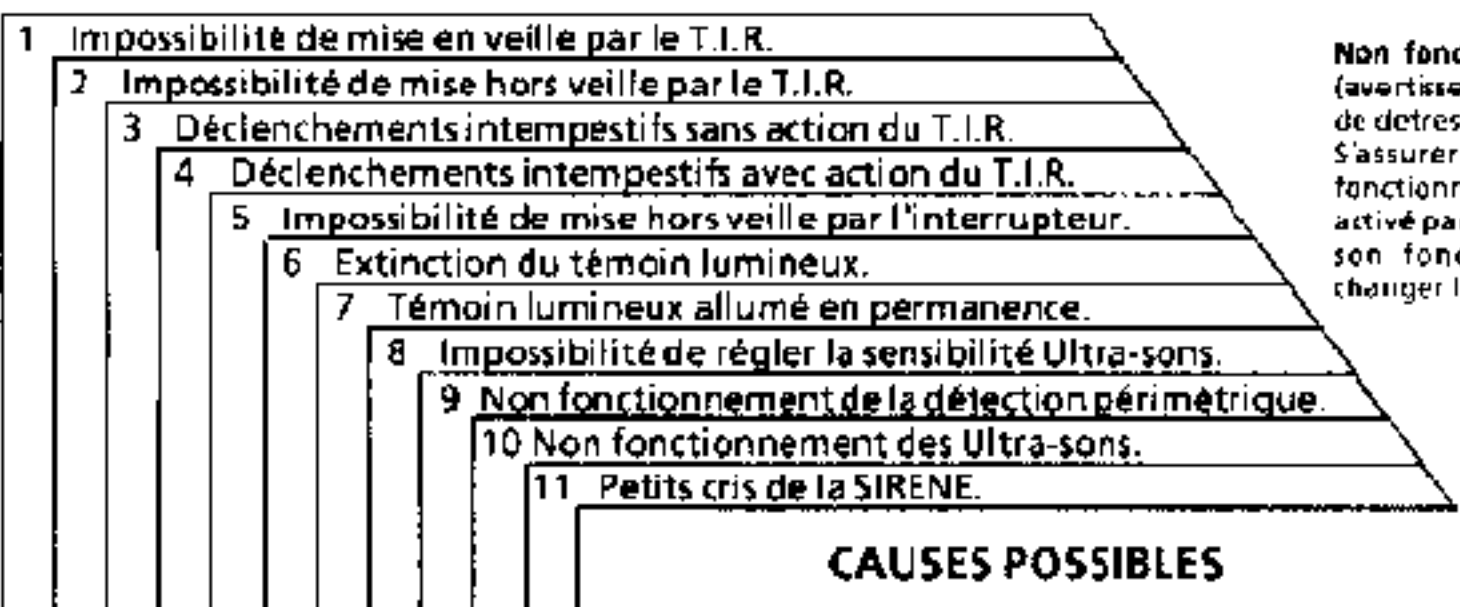 1 Impossibilité de mise en veille par le T.I.R.
2 Impossibilité de mise hors veille par le T.I.R.
3 Déclenchements intempestifs sans action du T.I.R.
4 Déclenchements intempestifs avec action du T.I.R.
5 Impossibilité de mise hors veille par l'interrupteur.
6 Extinction du témoin lumineux.
7 Témoin lumineux allumé en permanence.
8 Impossibilité de régler la sensibilité Ultra-sons.
9 Non fonctionnement de la détection périmètrique.
10 Non fonctionnement des Ultra-sons.
11 Petits cris de la SIRENE.
CAUSES POSSIBLES
Non
S'assurer
activé
son
changer